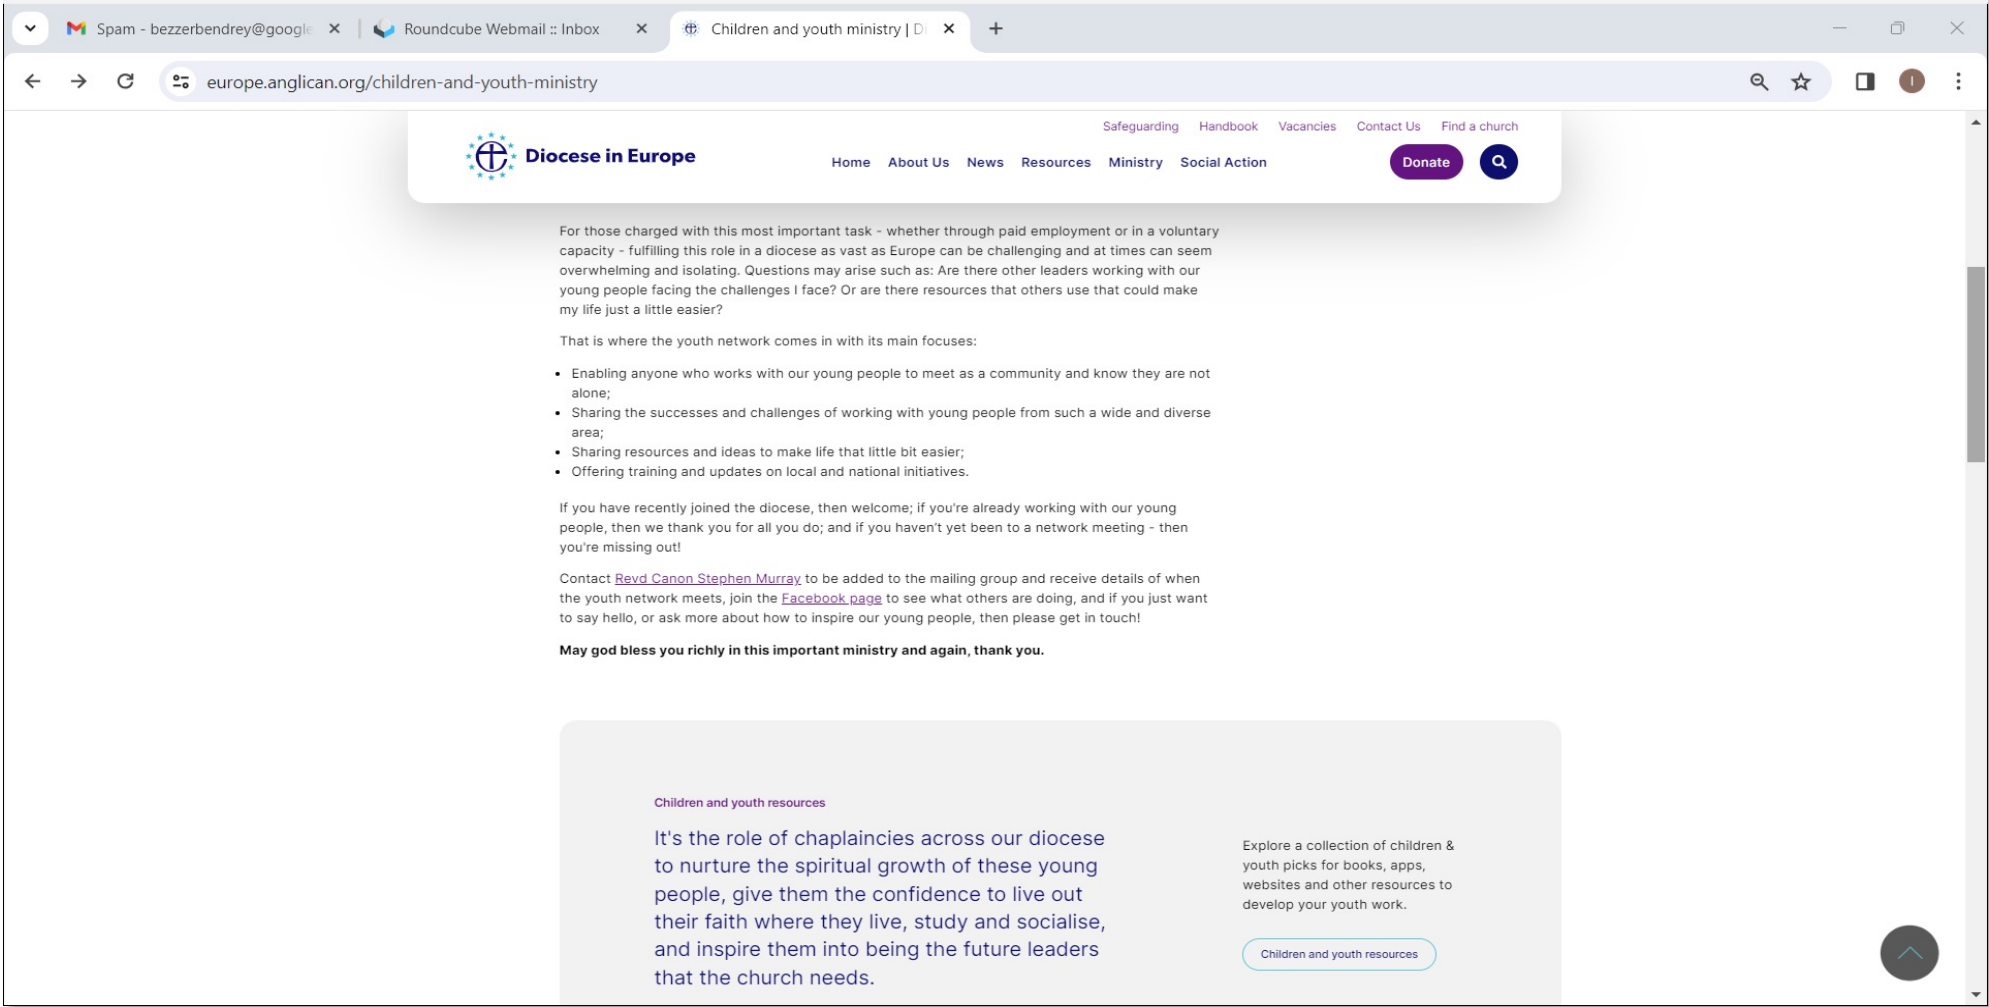 Spam - bezzerbendrey@google
Roundcube Webmail :: Inbox
Children and youth ministry | Di
europe.anglican.org/children-and-youth-ministry
I
Safeguarding Handbook Vacancies Contact Us Find a church
Diocese in Europe
Home About Us News Resources Ministry Social Action Donate
For those charged with this most important task - whether through paid employment or in a voluntary
capacity - fulfilling this role in a diocese as vast as Europe can be challenging and at times can seem
overwhelming and isolating. Questions may arise such as: Are there other leaders working with our
young people facing the challenges I face? Or are there resources that others use that could make
my life just a little easier?
That is where the youth network comes in with its main focuses:
• Enabling anyone who works with our young people to meet as a community and know they are not
alone;
• Sharing the successes and challenges of working with young people from such a wide and diverse
area;
• Sharing resources and ideas to make life that little bit easier;
• Offering training and updates on local and national initiatives.
If you have recently joined the diocese, then welcome; if you're already working with our young
people, then we thank you for all you do; and if you haven't yet been to a network meeting - then
you're missing out!
Contact Revd Canon Stephen Murray to be added to the mailing group and receive details of when
the youth network meets, join the Facebook page to see what others are doing, and if you just want
to say hello, or ask more about how to inspire our young people, then please get in touch!
May god bless you richly in this important ministry and again, thank you.
Children and youth resources
It's the role of chaplaincies across our diocese
to nurture the spiritual growth of these young
people, give them the confidence to live out
their faith where they live, study and socialise,
and inspire them into being the future leaders
that the church needs.
Explore a collection of children &
youth picks for books, apps,
websites and other resources to
develop your youth work.
Children and youth resources